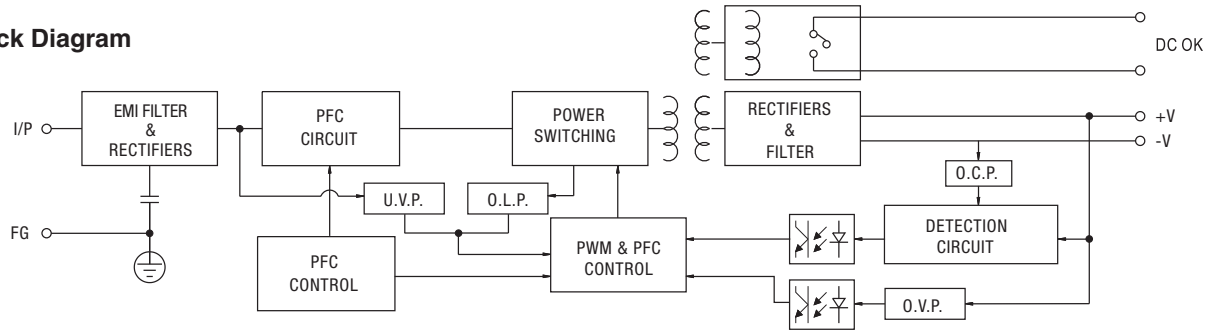 ck Diagram
DC OK
I/P
EMI FILTER
&
RECTIFIERS
PFC
CIRCUIT
POWER
SWITCHING
RECTIFIERS
&
FILTER
+V
-V
U.V.P.
O.L.P.
O.C.P.
FG
PFC
CONTROL
PWM & PFC
CONTROL
DETECTION
CIRCUIT
O.V.P.